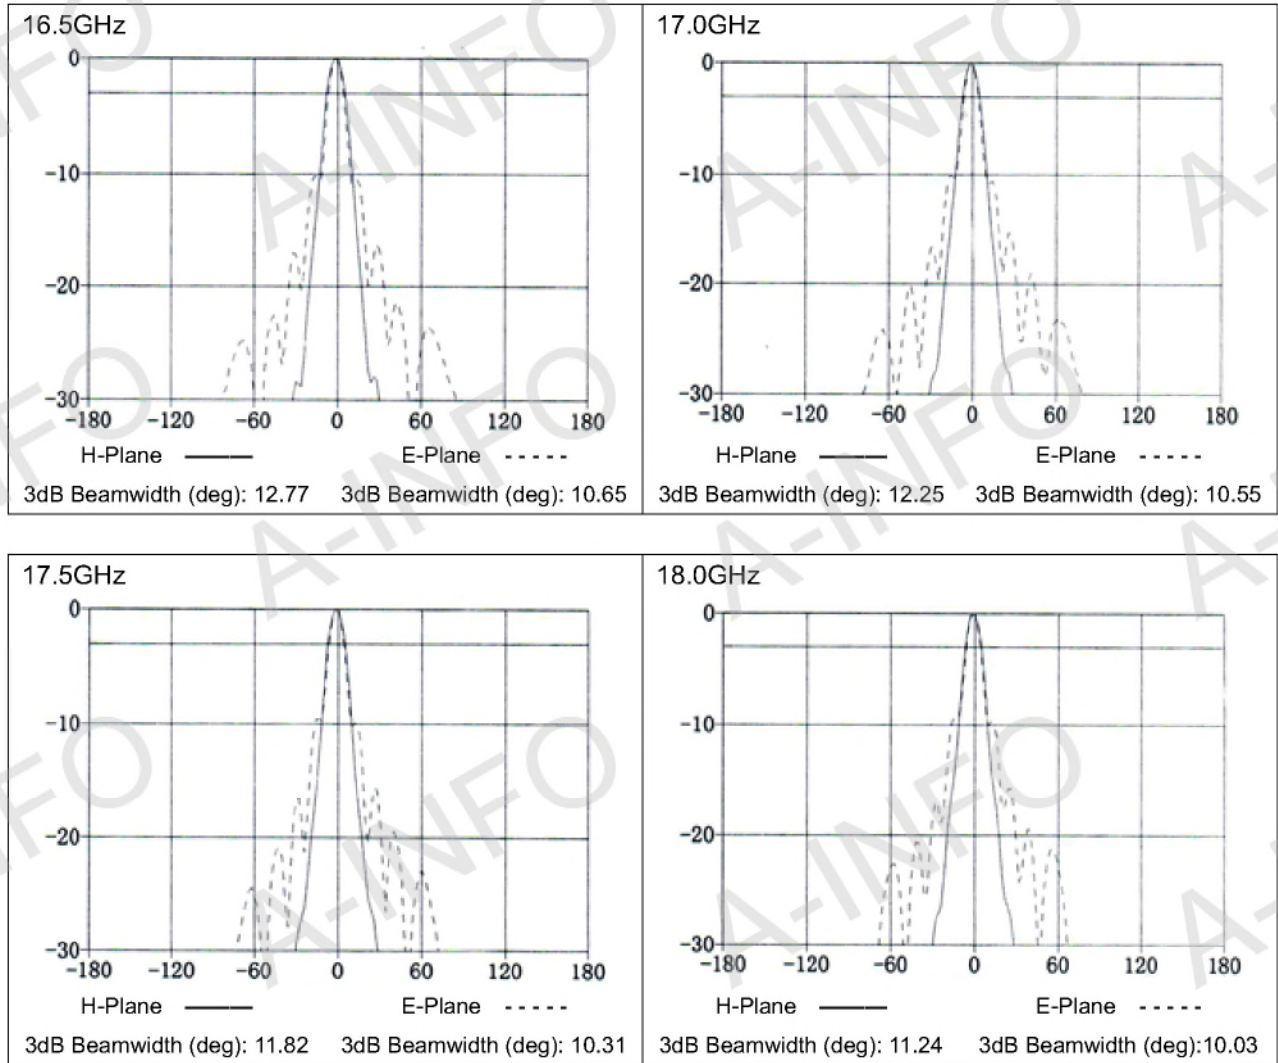 16.5GHz
0
-10
-20
-30
-180 -120 -60 0 60 120 180
H-Plane E-Plane
3dB Beamwidth (deg): 12.77 3dB Beamwidth (deg): 10.65
17.0GHz
0
-10
-20
-30
-180 -120 -60 0 60 120 180
H-Plane E-Plane
3dB Beamwidth (deg): 12.25 3dB Beamwidth (deg): 10.55
17.5GHz
0
-10
-20
-30
-180 -120 -60 0 60 120 180
H-Plane E-Plane
3dB Beamwidth (deg): 11.82 3dB Beamwidth (deg): 10.31
18.0GHz
0
-10
-20
-30
-180 -120 -60 0 60 120 180
H-Plane E-Plane
3dB Beamwidth (deg): 11.24 3dB Beamwidth (deg):10.03
A-INFO
A-INFO
A-INFO
A-INFO
A-INFO
A-INFO